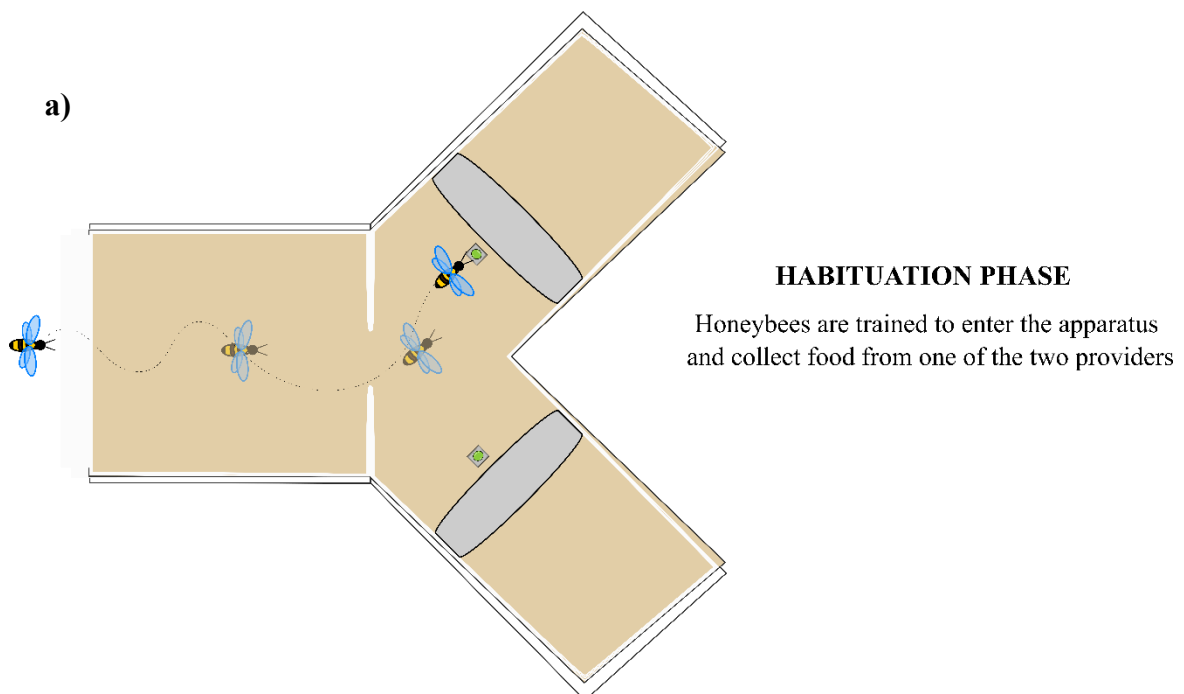 a)
HABITUATION PHASE
Honeybees are trained to enter the apparatus
and collect food from one of the two providers